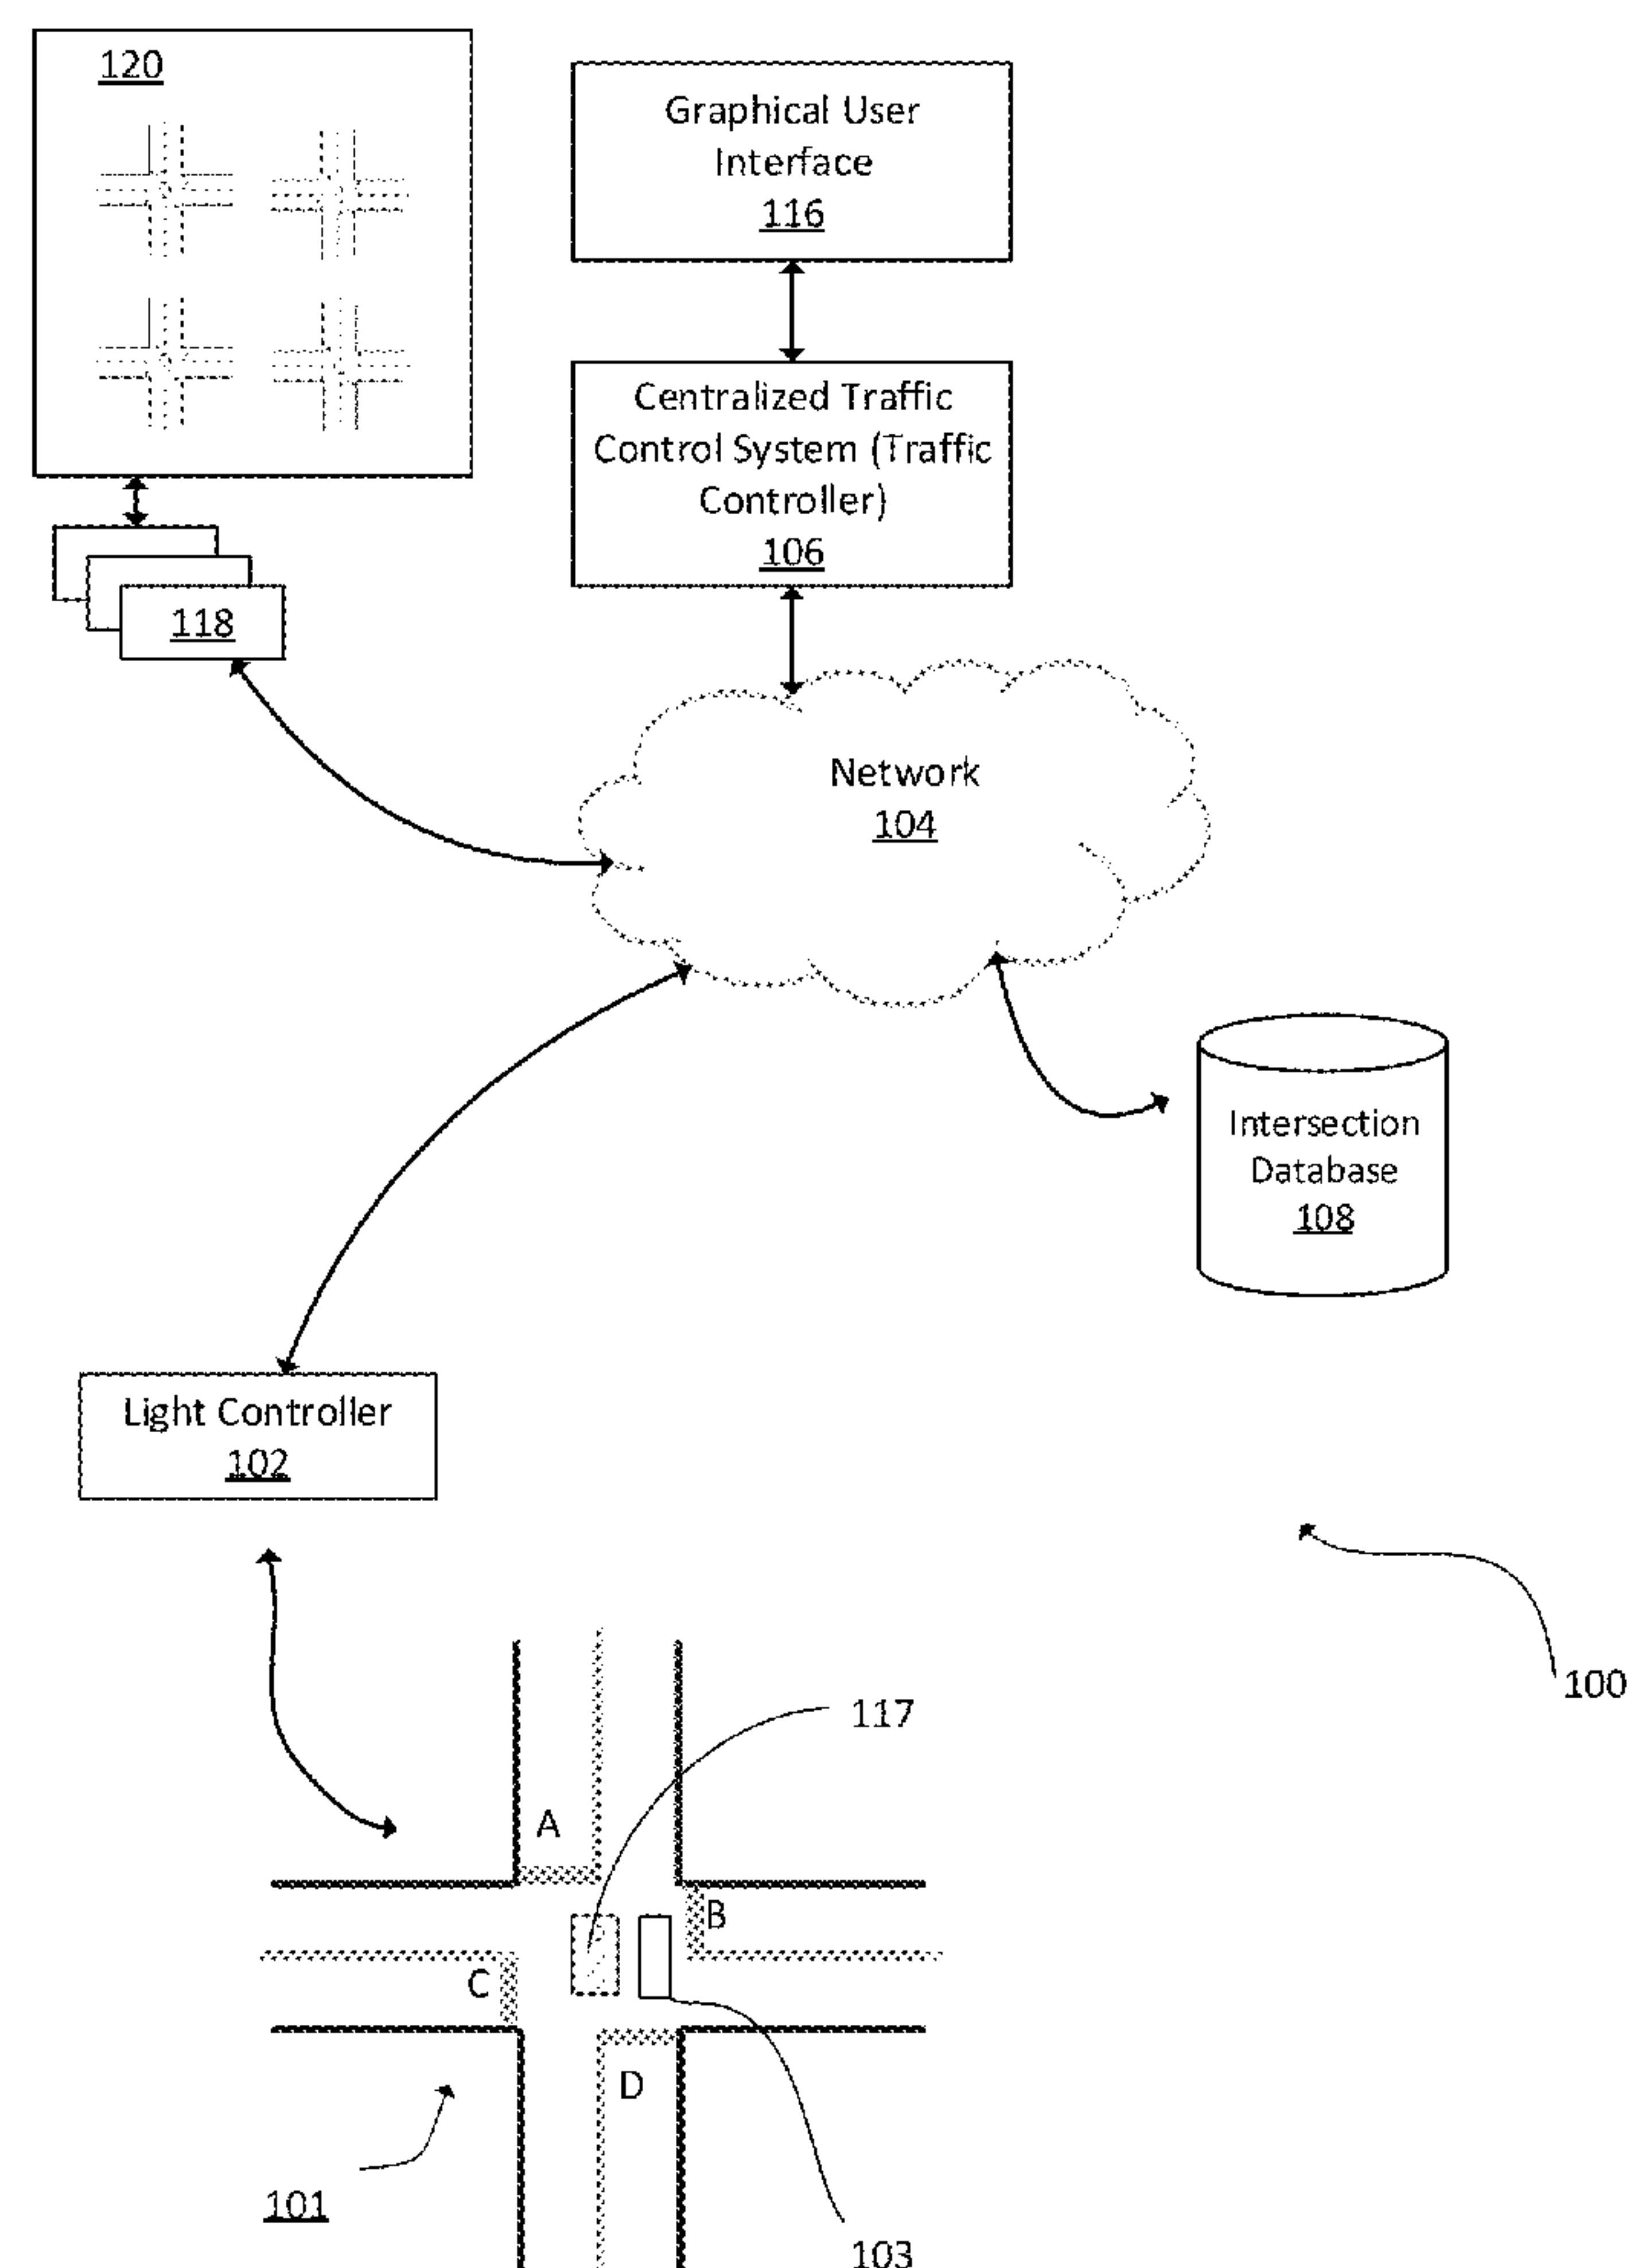 120
Graphical User
Interface
116
Centralized Traffic
Control System (Traffic
Controller)
106
118
Network
104
Intersection
Database
108
Light Controller
102
100
117
A
B
C
D
101
103